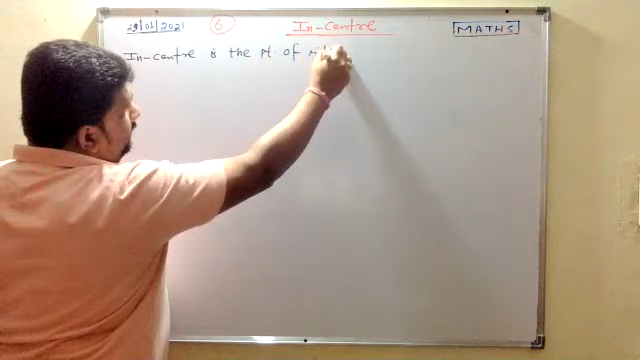 29/01/2021 6 In-Centre MATHS
In-centre is the pt. of